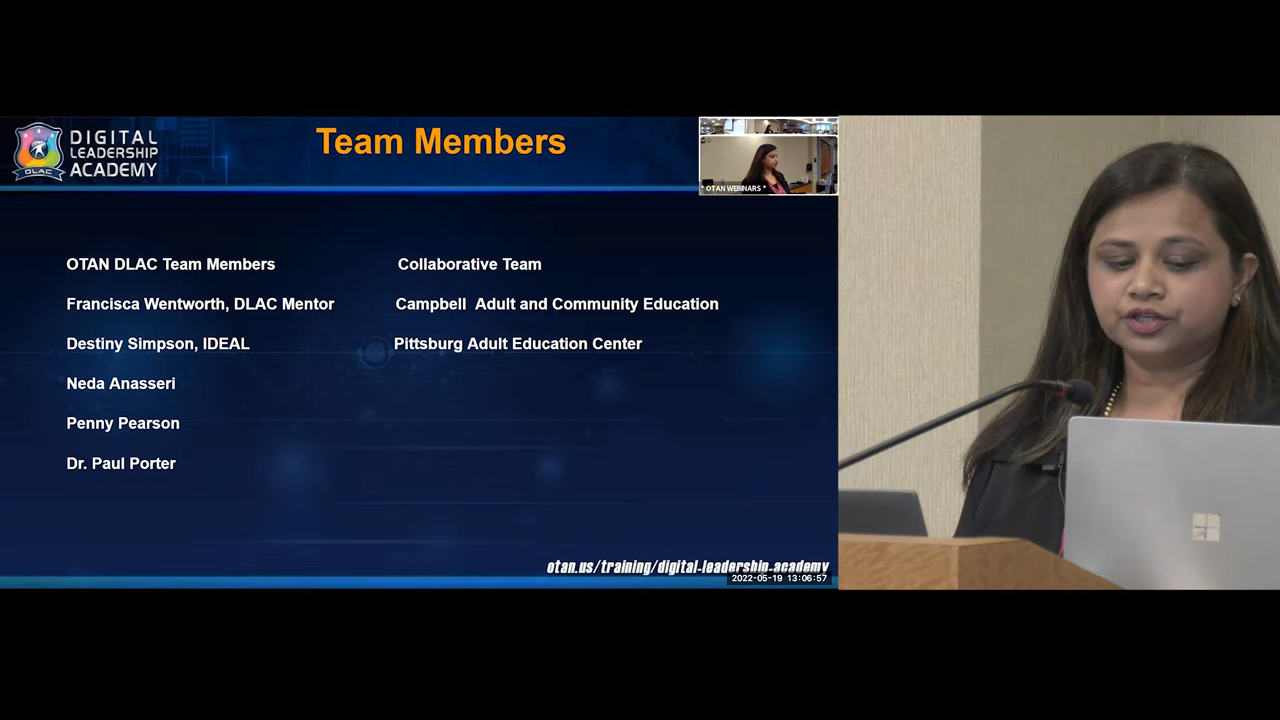 DIGITAL
LEADERSHIP
ACADEMY
DLAC
Team Members
* OTAN WEBINARS *
OTAN DLAC Team Members
Collaborative Team
Francisca Wentworth, DLAC Mentor
Campbell Adult and Community Education
Destiny Simpson, IDEAL
Pittsburg Adult Education Center
Neda Anasseri
Penny Pearson
Dr. Paul Porter
otan.us/training/digital-leadership-academy
2022-05-19 13:06:57